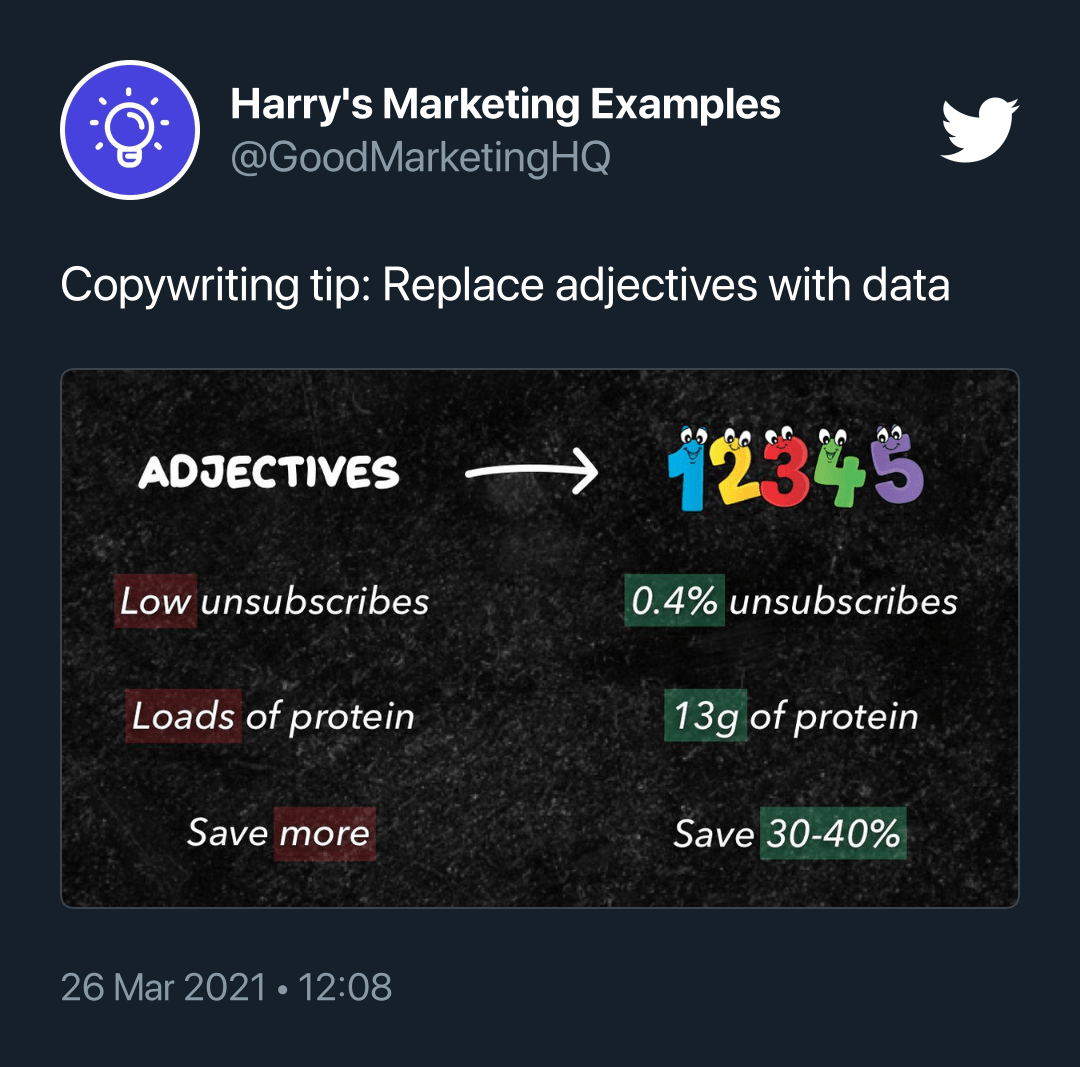 Harry's Marketing Examples
@GoodMarketingHQ
Copywriting tip: Replace adjectives with data
ADJECTIVES 12345
Low unsubscribes 0.4% unsubscribes
Loads of protein 13g of protein
Save more Save 30-40%
26 Mar 2021 • 12:08